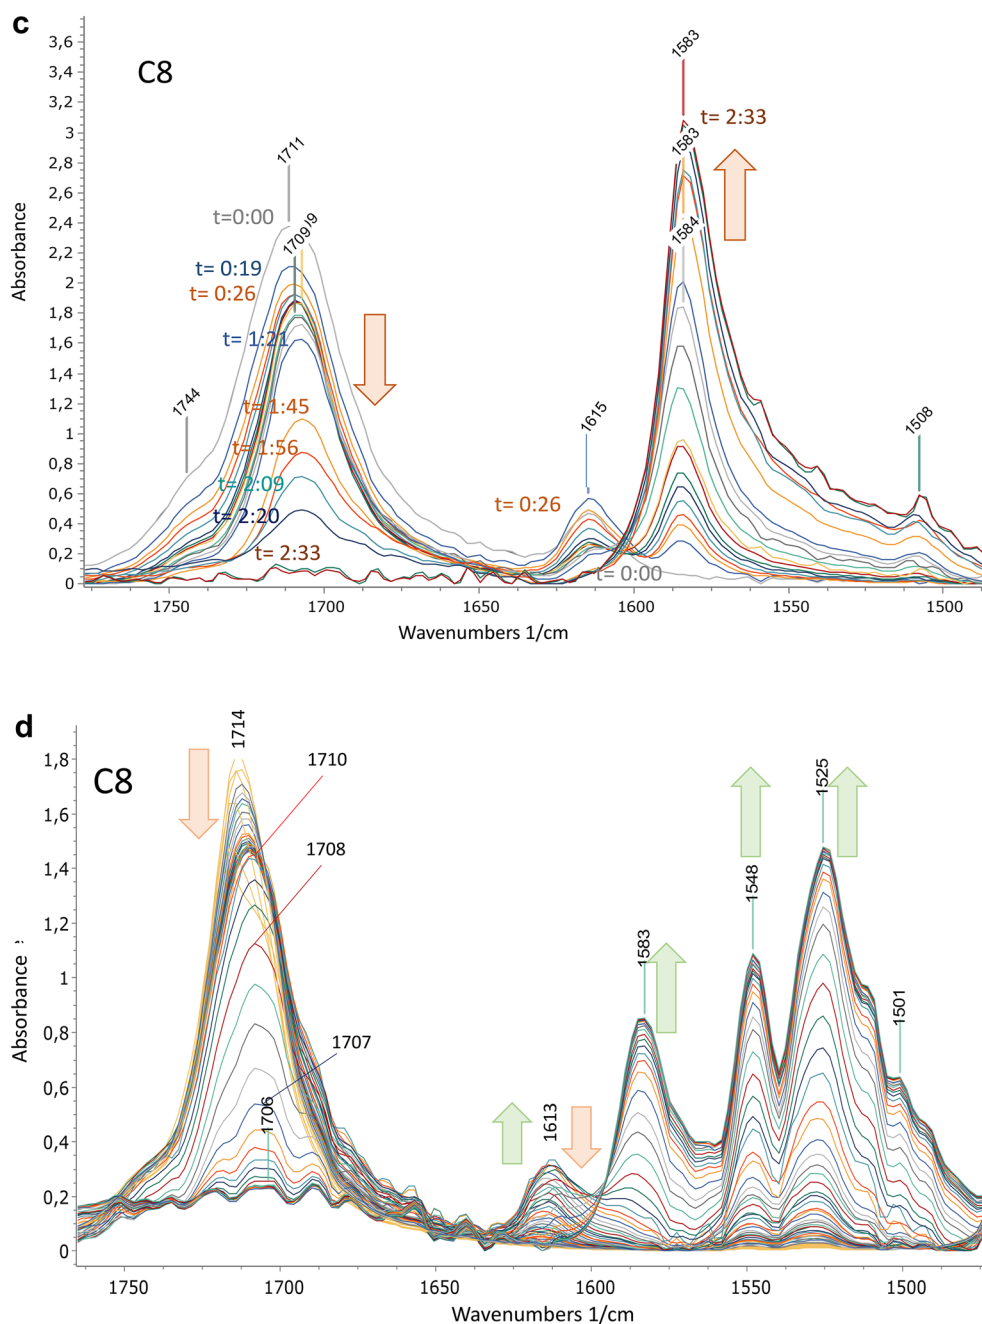 c
C8
3,6
3,4
3,2
3
2,8
2,6
2,4
2,2
2
1,8
1,6
1,4
1,2
1
0,8
0,6
0,4
0,2
0
Absorbance
1711
1744
1709
1615
1583
1583
1584
1508
t=0:00
t= 0:19
t= 0:26
t= 1:21
t= 1:45
t= 1:56
t= 2:09
t= 2:20
t= 2:33
t= 0:26
t= 0:00
t= 2:33
1750 1700 1650 1600 1550 1500
Wavenumbers 1/cm
d
C8
1,8
1,6
1,4
1,2
1
0,8
0,6
0,4
0,2
0
Absorbance
1714
1710
1708
1707
1706
1613
1583
1548
1525
1501
1750 1700 1650 1600 1550 1500
Wavenumbers 1/cm